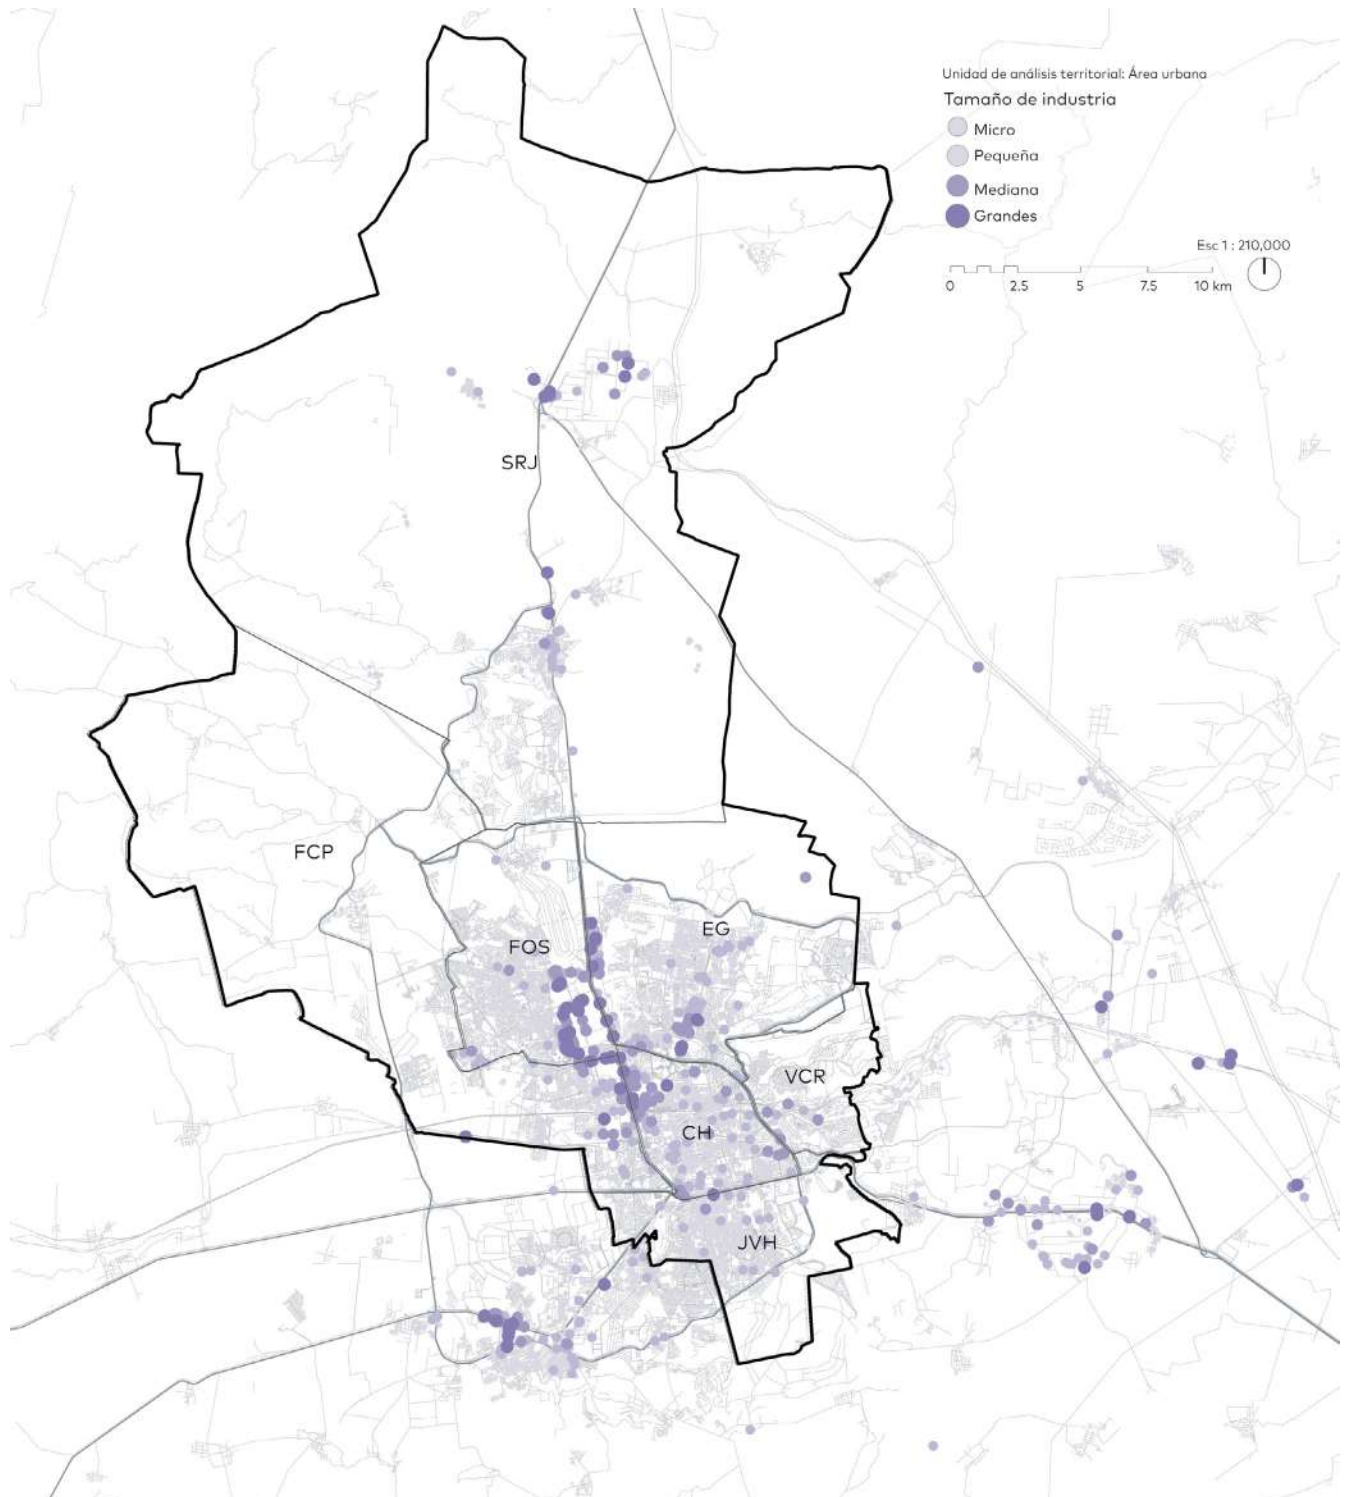 Unidad de análisis territorial: Área urbana
Tamaño de industria
Micro
Pequeña
Mediana
Grandes
Esc 1 : 210,000
0 2.5 5 7.5 10 km
SRJ
FCP
FOS
EG
VCR
CH
JVH